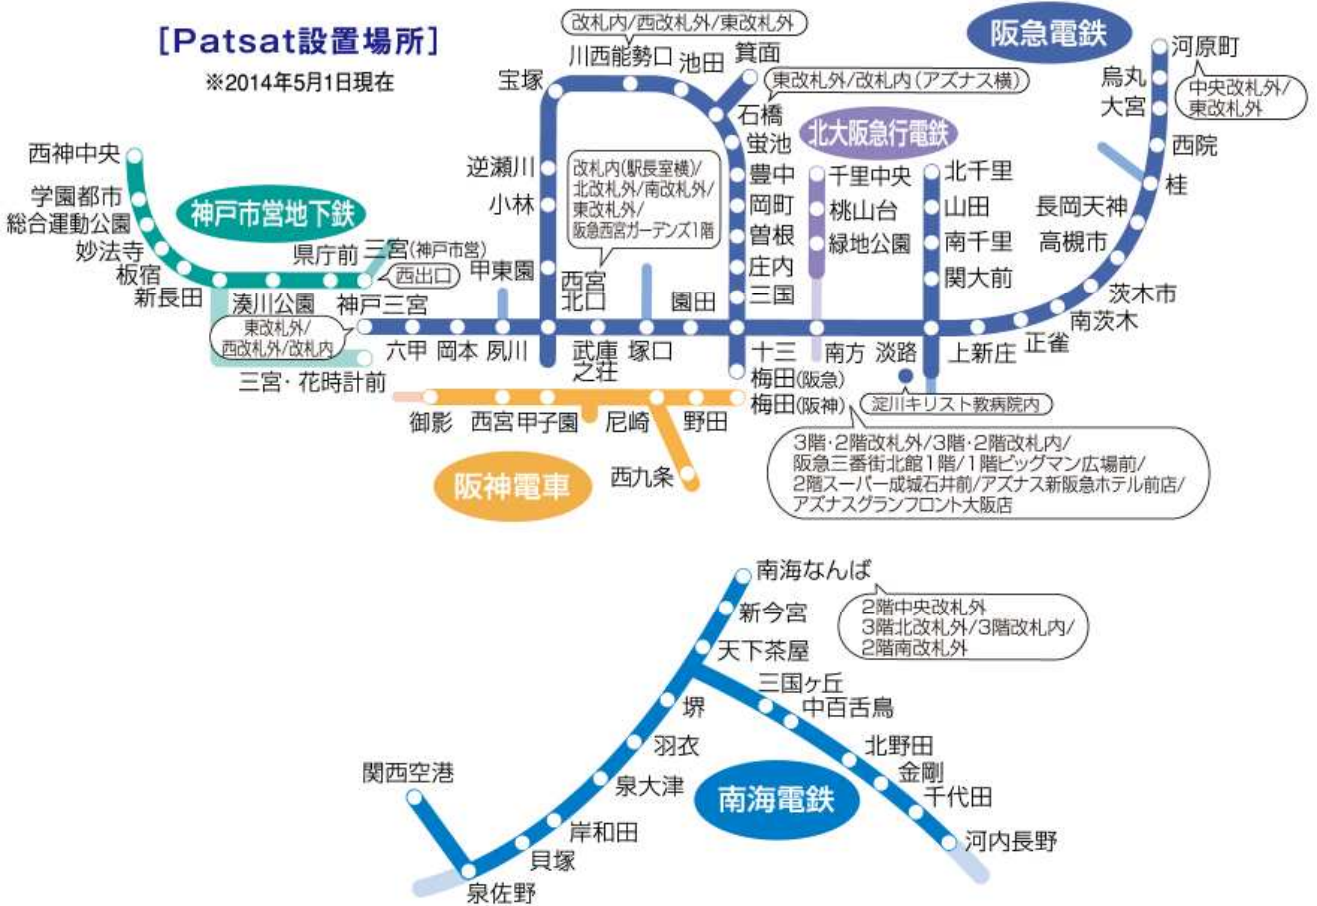 [Patsat設置場所]
※2014年5月1日現在
阪急電鉄
改札内/西改札外/東改札外
川西能勢口
池田
箕面
宝塚
東改札外/改札内(アズナス横)
石橋
蛍池
北大阪急行電鉄
河原町
中央改札外/
東改札外
烏丸
大宮
西院
桂
長岡天神
高槻市
茨木市
南茨木
正雀
上新庄
逆瀬川
小林
改札内(駅長室横)/
北改札外/南改札外/
東改札外/
阪急西宮ガーデンズ1階
豊中
岡町
曽根
庄内
三国
千里中央
桃山台
緑地公園
北千里
山田
南千里
関大前
西神中央
学園都市
総合運動公園
妙法寺
板宿
新長田
神戸市営地下鉄
県庁前
三宮(神戸市営)
西出口
湊川公園
神戸三宮
東改札外/
西改札外/改札内
三宮・花時計前
甲東園
西宮
北口
園田
六甲
岡本
夙川
武庫
之荘
塚口
十三
南方
淡路
梅田(阪急)
梅田(阪神)
淀川キリスト教病院内
御影
西宮
甲子園
尼崎
野田
西九条
阪神電車
3階・2階改札外/3階・2階改札内/
阪急三番街北館1階/1階ビッグマン広場前/
2階スーパー成城石井前/アズナス新阪急ホテル前店/
アズナスグランフロント大阪店
南海なんば
2階中央改札外
3階北改札外/3階改札内/
2階南改札外
新今宮
天下茶屋
三国ヶ丘
中百舌鳥
堺
羽衣
北野田
金剛
千代田
河内長野
泉大津
南海電鉄
岸和田
貝塚
関西空港
泉佐野